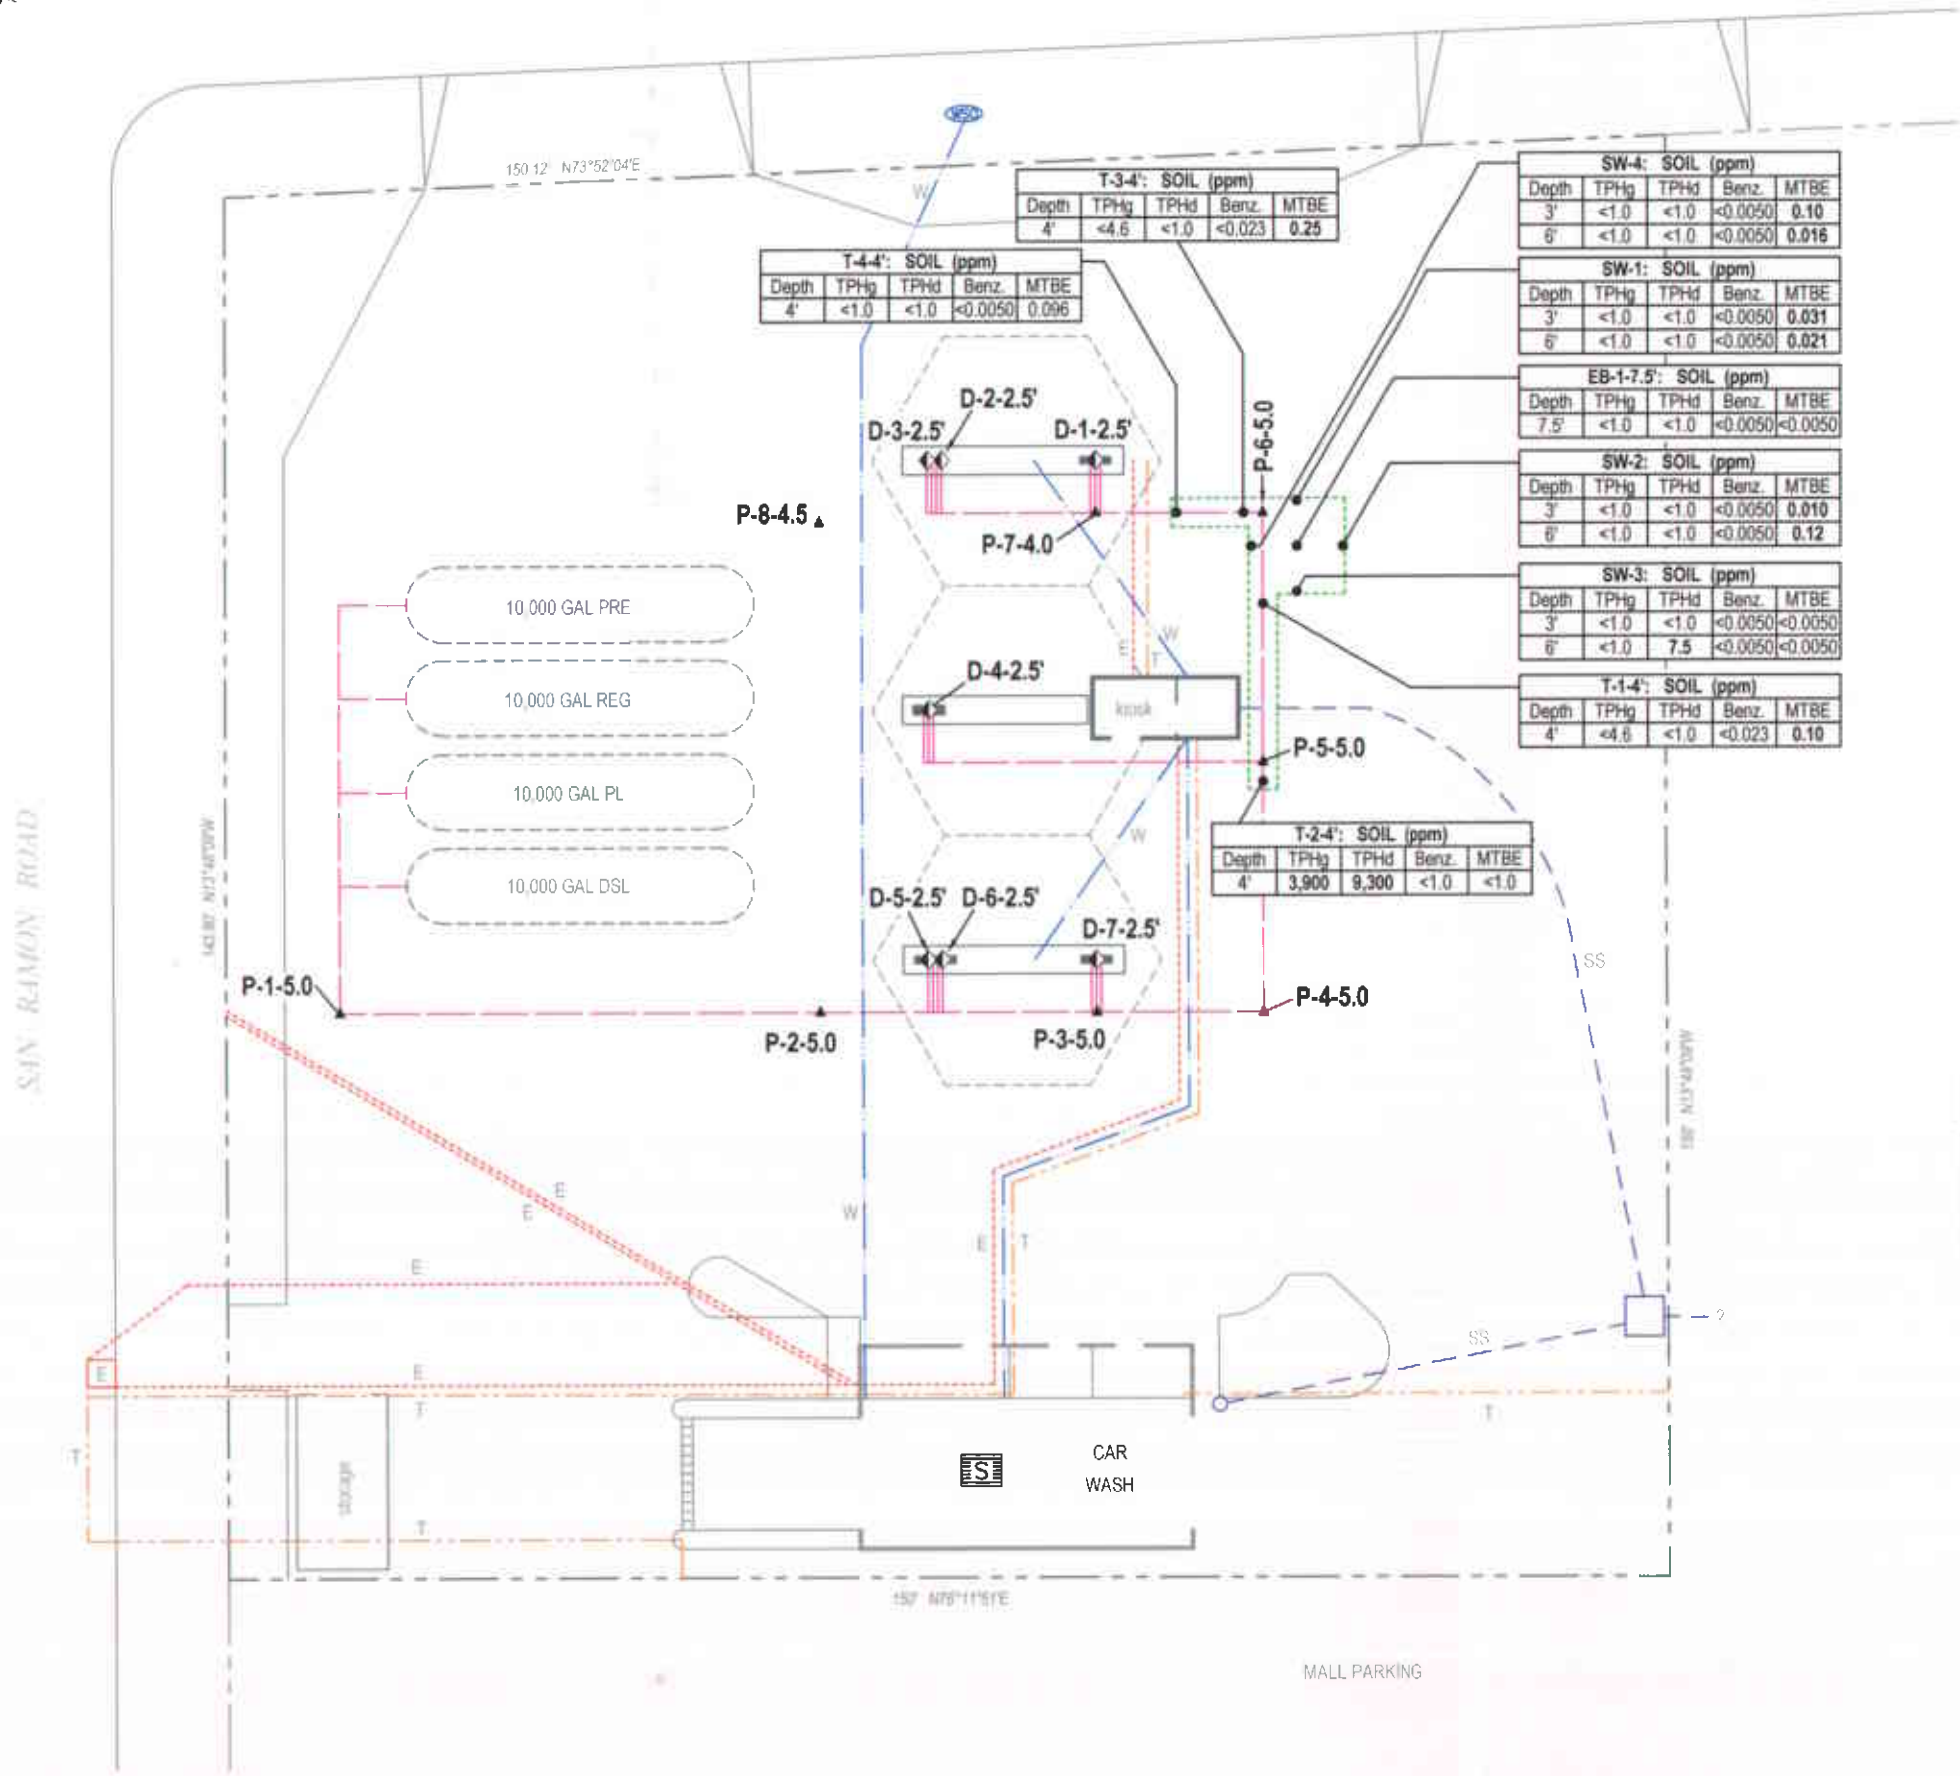 150.12' N73°52'04"E
W
T-3-4': SOIL (ppm)
Depth TPHg TPHd Benz. MTBE
4' <4.6 <1.0 <0.023 0.25
T-4-4': SOIL (ppm)
Depth TPHg TPHd Benz. MTBE
4' <1.0 <1.0 <0.0050 0.096
SW-4: SOIL (ppm)
Depth TPHg TPHd Benz. MTBE
3' <1.0 <1.0 <0.0050 0.10
6' <1.0 <1.0 <0.0050 0.016
SW-1: SOIL (ppm)
Depth TPHg TPHd Benz. MTBE
3' <1.0 <1.0 <0.0050 0.031
6' <1.0 <1.0 <0.0050 0.021
EB-1-7.5': SOIL (ppm)
Depth TPHg TPHd Benz. MTBE
7.5' <1.0 <1.0 <0.0050 <0.0050
SW-2: SOIL (ppm)
Depth TPHg TPHd Benz. MTBE
3' <1.0 <1.0 <0.0050 0.010
6' <1.0 <1.0 <0.0050 0.12
SW-3: SOIL (ppm)
Depth TPHg TPHd Benz. MTBE
3' <1.0 <1.0 <0.0050 <0.0050
6' <1.0 7.5 <0.0050 <0.0050
T-1-4': SOIL (ppm)
Depth TPHg TPHd Benz. MTBE
4' <4.6 <1.0 <0.023 0.10
D-2-2.5'
D-3-2.5'
D-1-2.5'
P-6-5.0
P-8-4.5
P-7-4.0
10,000 GAL PRE
W
E
T
D-4-2.5'
10,000 GAL REG
kiosk
P-5-5.0
10,000 GAL PL
W
T-2-4': SOIL (ppm)
Depth TPHg TPHd Benz. MTBE
4' 3,900 9,300 <1.0 <1.0
10,000 GAL DSL
D-5-2.5' D-6-2.5'
D-7-2.5'
SAN RAMON ROAD
SS
P-1-5.0
P-4-5.0
P-2-5.0
P-3-5.0
150' N13°48'09"W
E
E
W
E
T
E
?
SS
E
E
T
T
T
CAR
S
WASH
storage
T
MALL PARKING